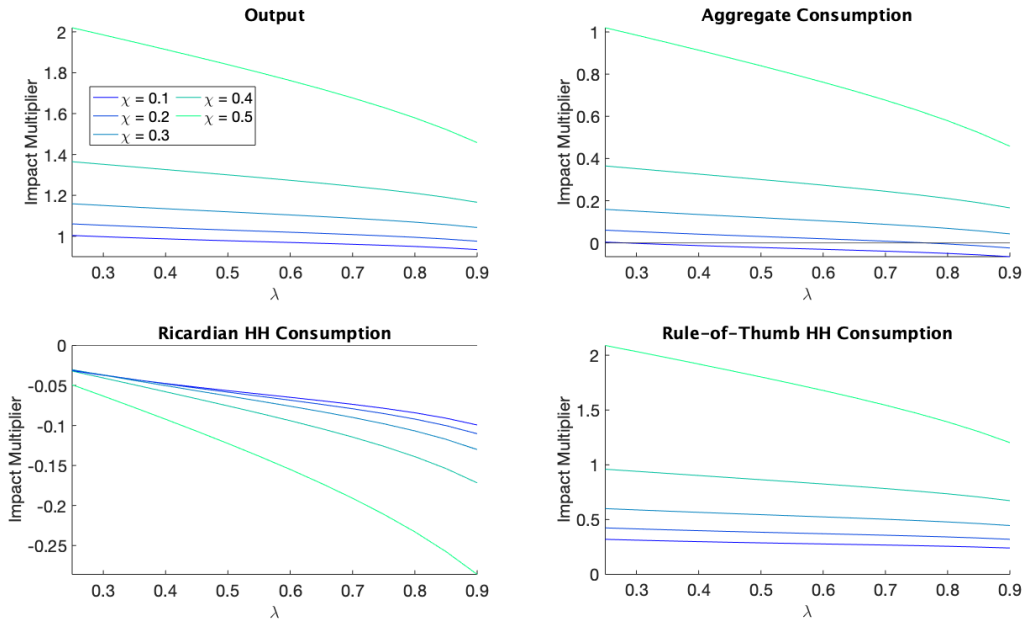 Output
Impact Multiplier
2
1.8
1.6
1.4
1.2
1
χ = 0.1
χ = 0.2
χ = 0.3
χ = 0.4
χ = 0.5
0.3 0.4 0.5 0.6 0.7 0.8 0.9
λ
Aggregate Consumption
Impact Multiplier
1
0.8
0.6
0.4
0.2
0
0.3 0.4 0.5 0.6 0.7 0.8 0.9
λ
Ricardian HH Consumption
Impact Multiplier
0
-0.05
-0.1
-0.15
-0.2
-0.25
0.3 0.4 0.5 0.6 0.7 0.8 0.9
λ
Rule-of-Thumb HH Consumption
Impact Multiplier
2
1.5
1
0.5
0
0.3 0.4 0.5 0.6 0.7 0.8 0.9
λ